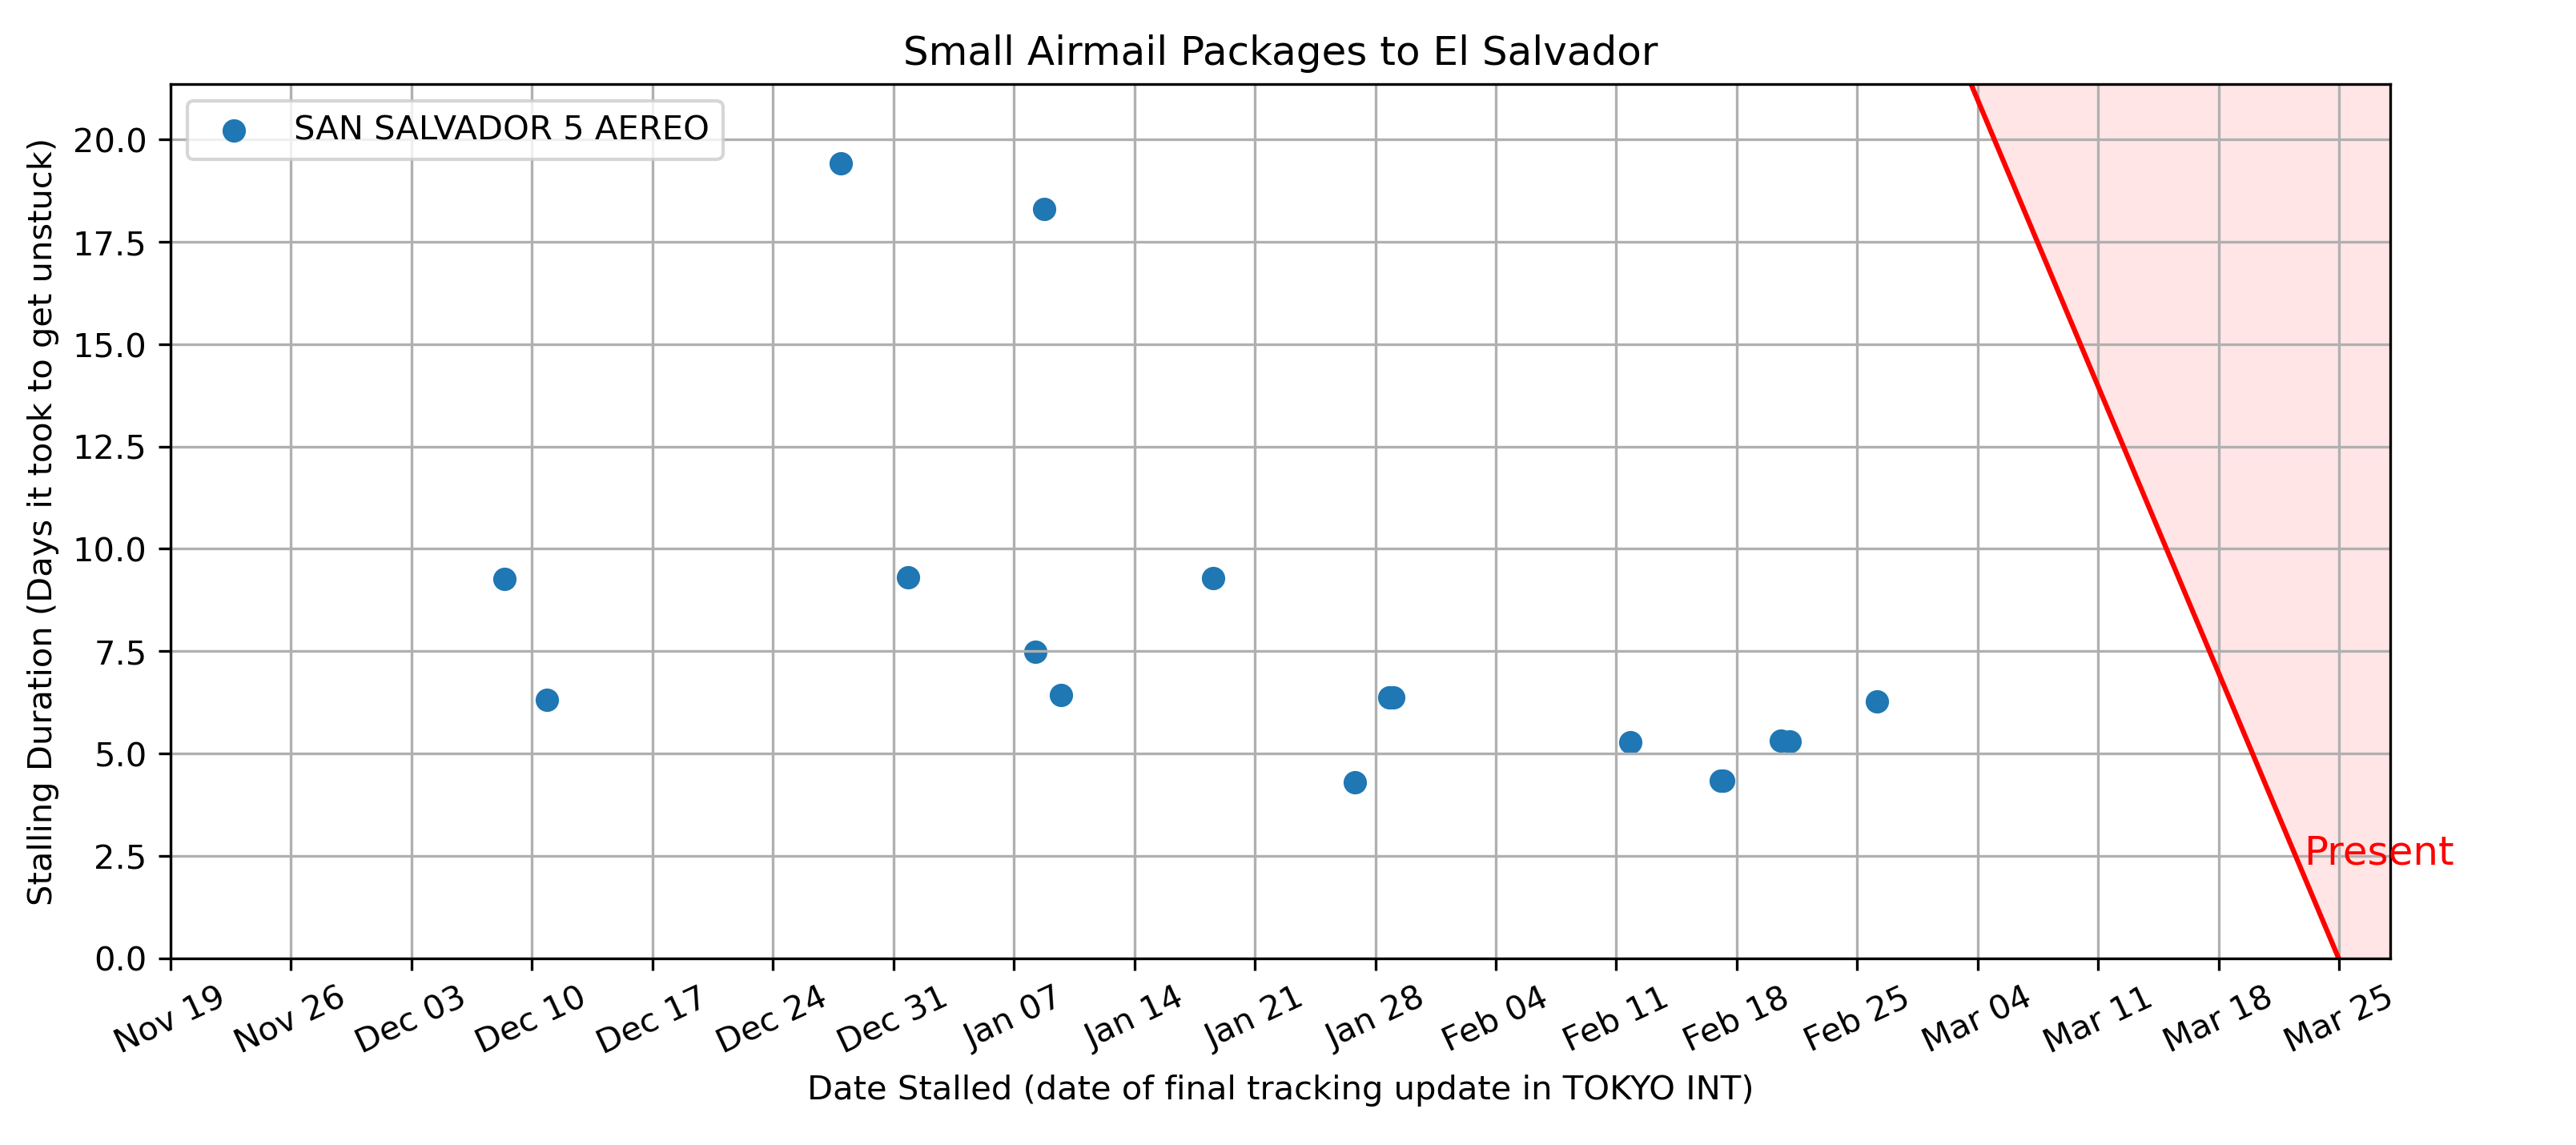 Small Airmail Packages to El Salvador
SAN SALVADOR 5 AEREO
Stalling Duration (Days it took to get unstuck)
20.0
17.5
15.0
12.5
10.0
7.5
5.0
2.5
0.0
Present
Nov 19 Nov 26 Dec 03 Dec 10 Dec 17 Dec 24 Dec 31 Jan 07 Jan 14 Jan 21 Jan 28 Feb 04 Feb 11 Feb 18 Feb 25 Mar 04 Mar 11 Mar 18 Mar 25
Date Stalled (date of final tracking update in TOKYO INT)